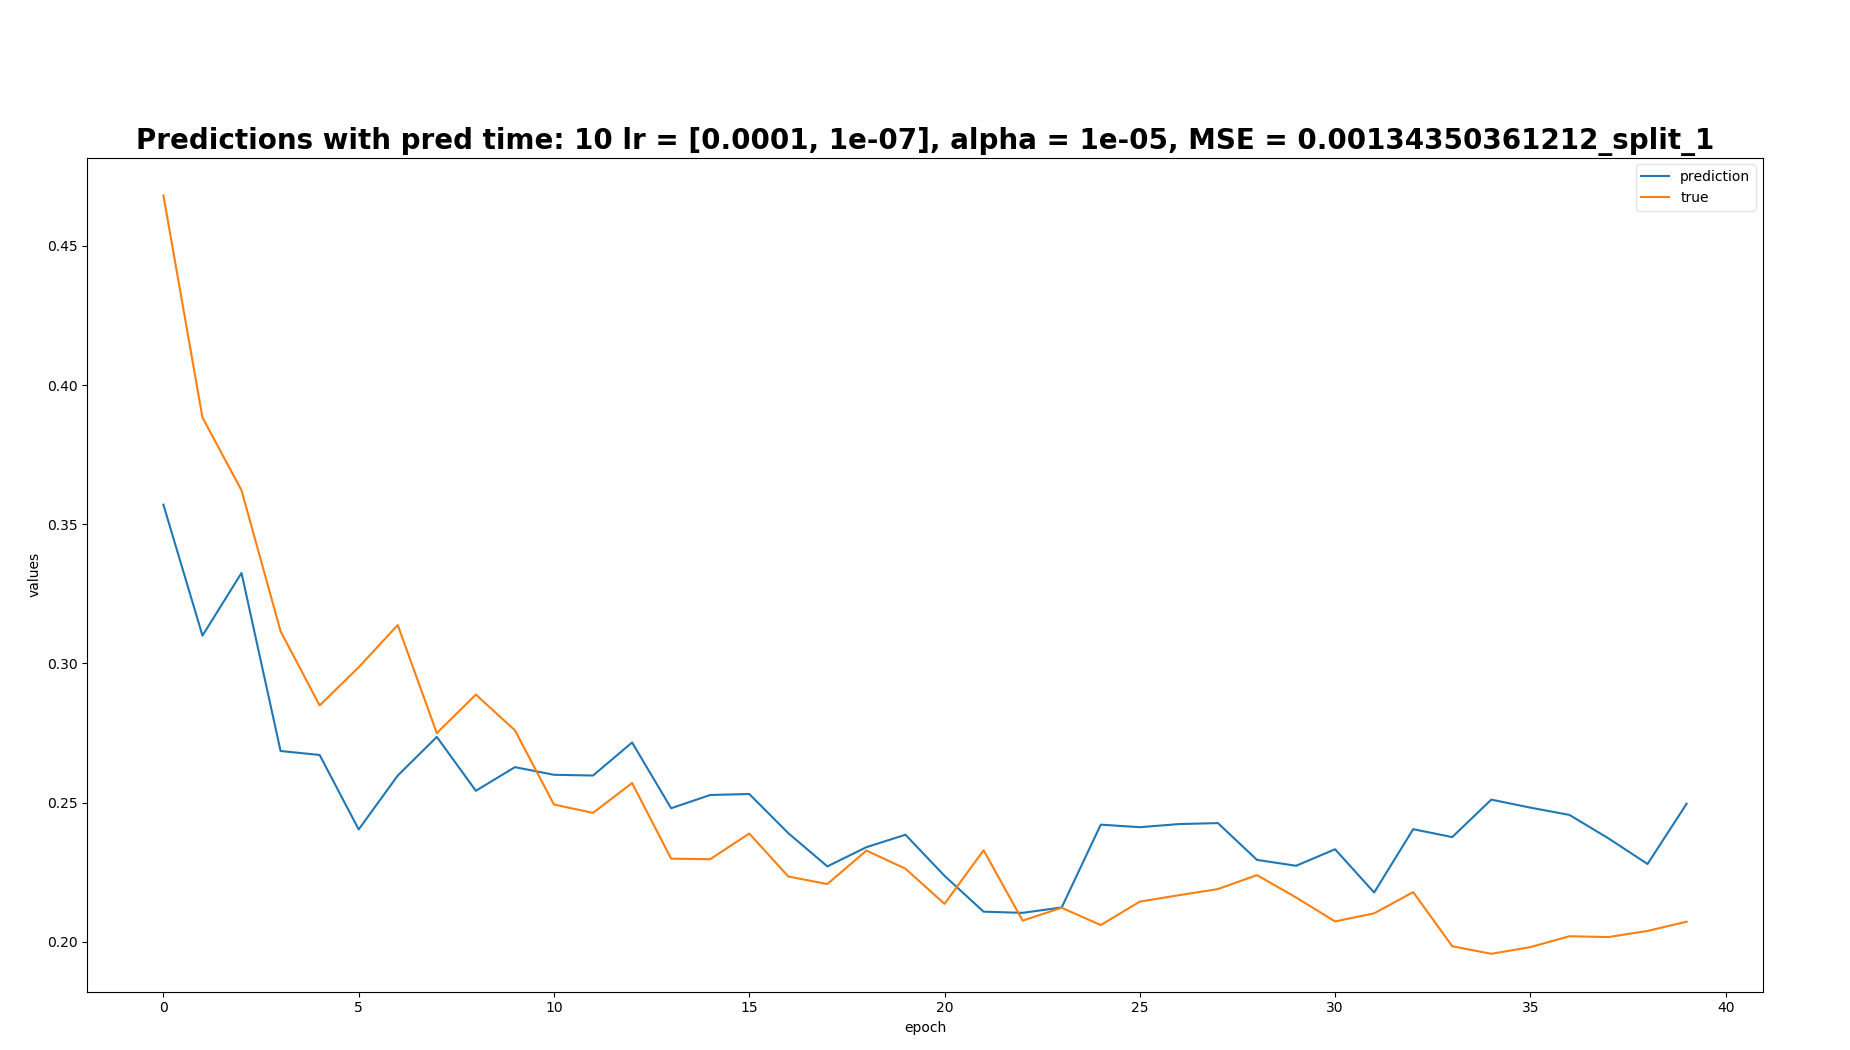 Predictions with pred time: 10 lr = [0.0001, 1e-07], alpha = 1e-05, MSE = 0.00134350361212_split_1
prediction
true
0.45
0.40
0.35
0.30
0.25
0.20
values
0 5 10 15 20 25 30 35 40
epoch